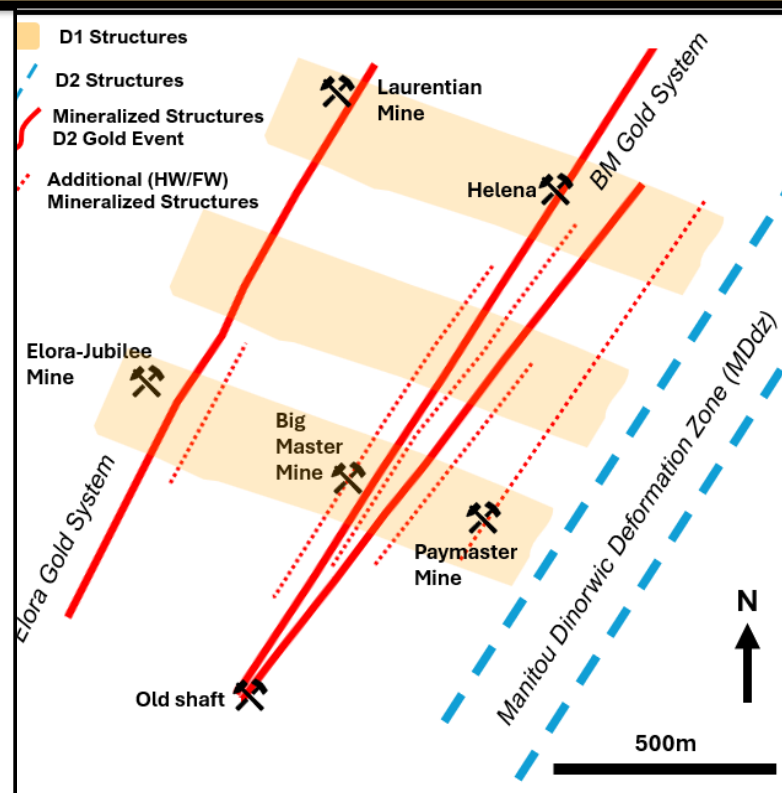 D1 Structures
D2 Structures
Mineralized Structures
D2 Gold Event
Additional (HW/FW)
Mineralized Structures
Laurentian
Mine
BM Gold System
Helena
Elora-Jubilee
Mine
Big
Master
Mine
Paymaster
Mine
Elora Gold System
Manitou Dinorwic Deformation Zone (MDdz)
Old shaft
N
500m